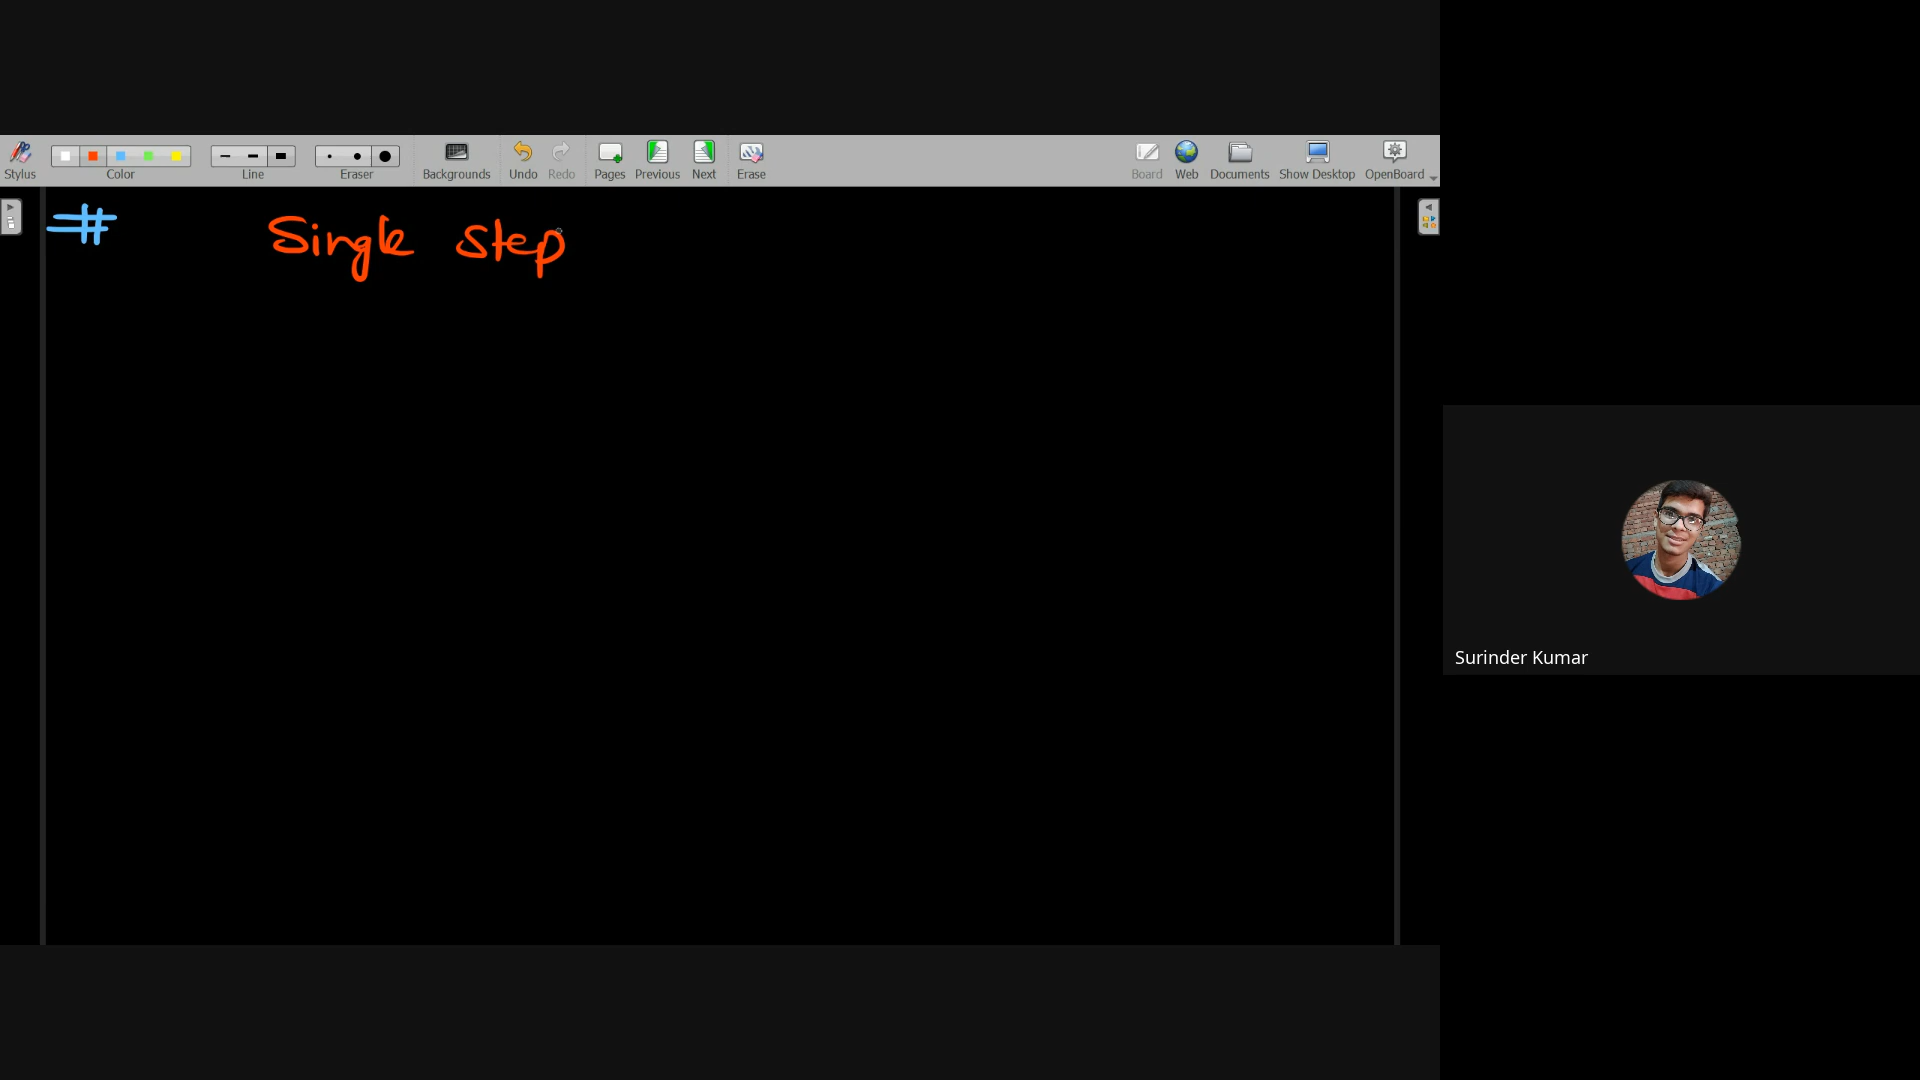 Stylus Color Line Eraser Backgrounds Undo Redo Pages Previous Next Erase Board Web Documents Show Desktop OpenBoard
# Single Step
Surinder Kumar